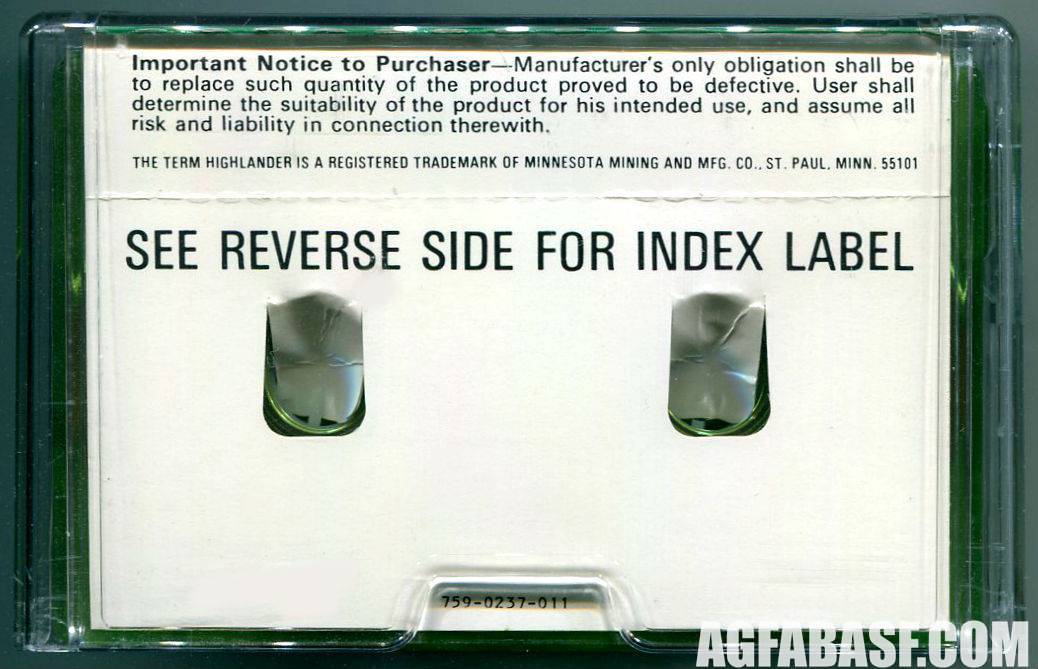 Important Notice to Purchaser—Manufacturer's only obligation shall be
to replace such quantity of the product proved to be defective. User shall
determine the suitability of the product for his intended use, and assume all
risk and liability in connection therewith.
THE TERM HIGHLANDER IS A REGISTERED TRADEMARK OF MINNESOTA MINING AND MFG. CO., ST. PAUL, MINN. 55101
SEE REVERSE SIDE FOR INDEX LABEL
759-0237-011
AGFABASF.COM